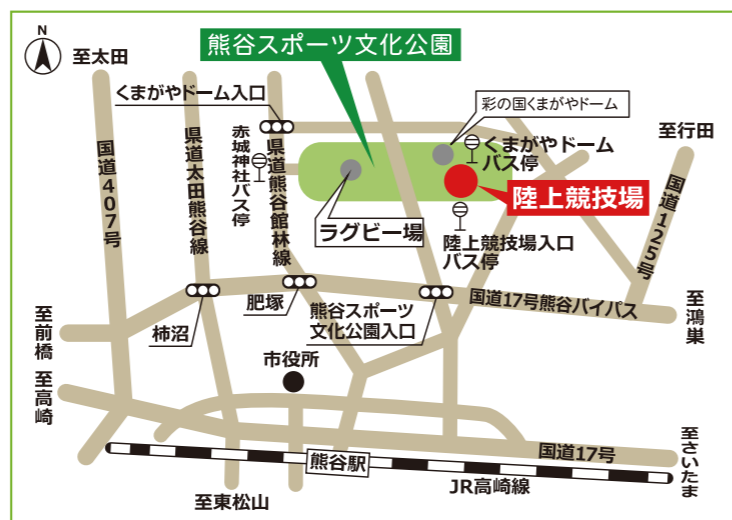 N
至太田
熊谷スポーツ文化公園
くまがやドーム入口
彩の国くまがやドーム
くまがやドーム
バス停
至行田
国道407号
県道太田熊谷線
赤城神社バス停
県道熊谷館林線
ラグビー場
陸上競技場
陸上競技場入口
バス停
国道125号
肥塚
熊谷スポーツ
文化公園入口
国道17号熊谷バイパス
至鴻巣
至前橋
柿沼
市役所
至高崎
国道17号
至さいたま
熊谷駅
JR高崎線
至東松山